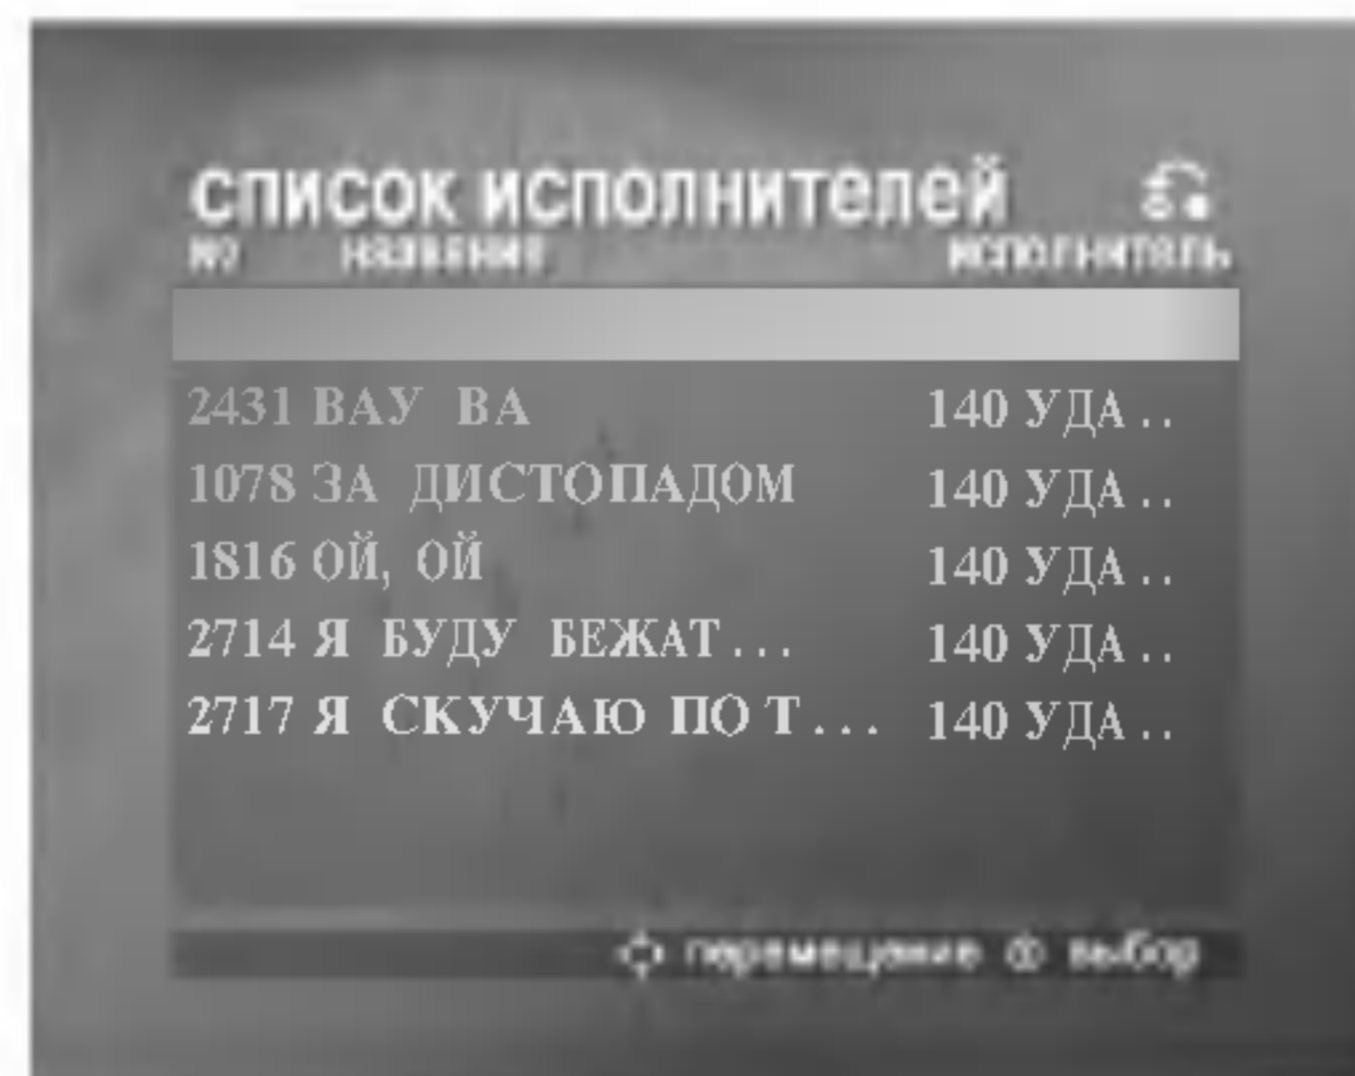 список исполнителей
№ название исполнитель
2431 ВАУ ВА 140 УДА..
1078 ЗА ДИСТОПАДОМ 140 УДА..
1816 ОЙ, ОЙ 140 УДА..
2714 Я БУДУ БЕЖАТ... 140 УДА..
2717 Я СКУЧАЮ ПО Т... 140 УДА..
перемещение выбор